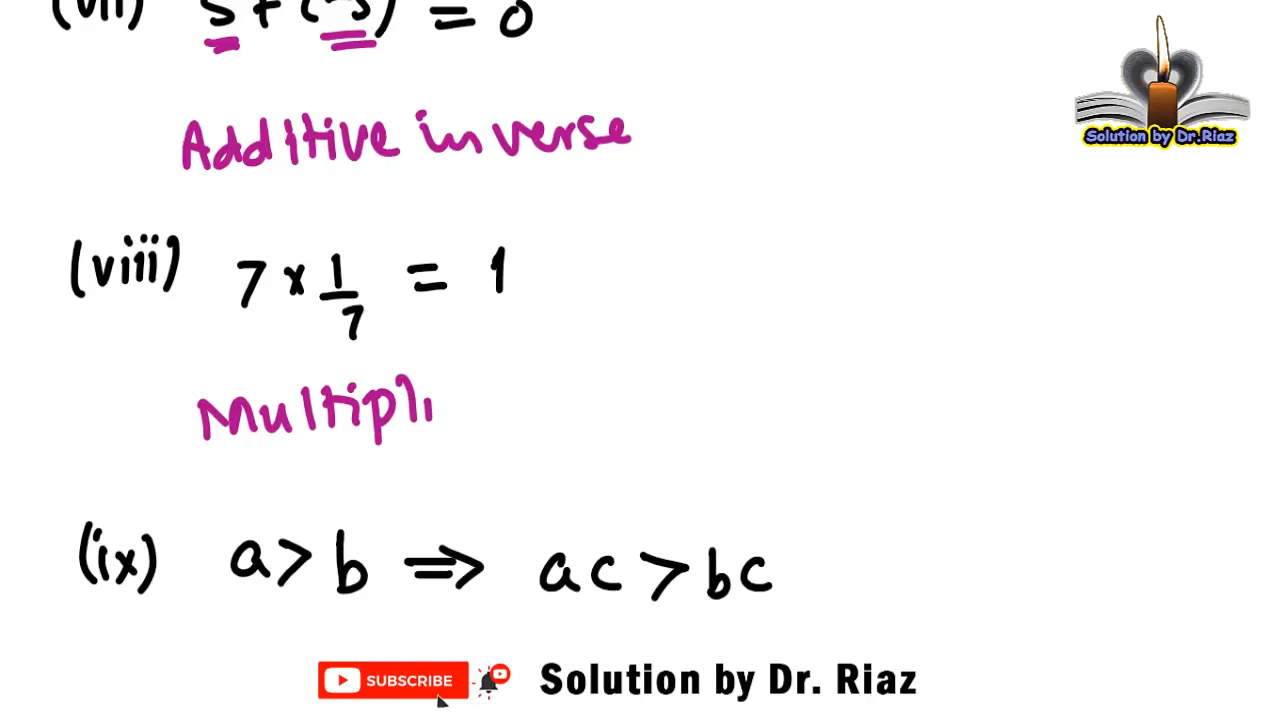 (vii) 5 + (-5) = 0
Additive inverse
(viii) 7 × 1/7 = 1
Multipli
(ix) a > b ⇒ ac > bc
SUBSCRIBE
Solution by Dr. Riaz
Solution by Dr.Riaz